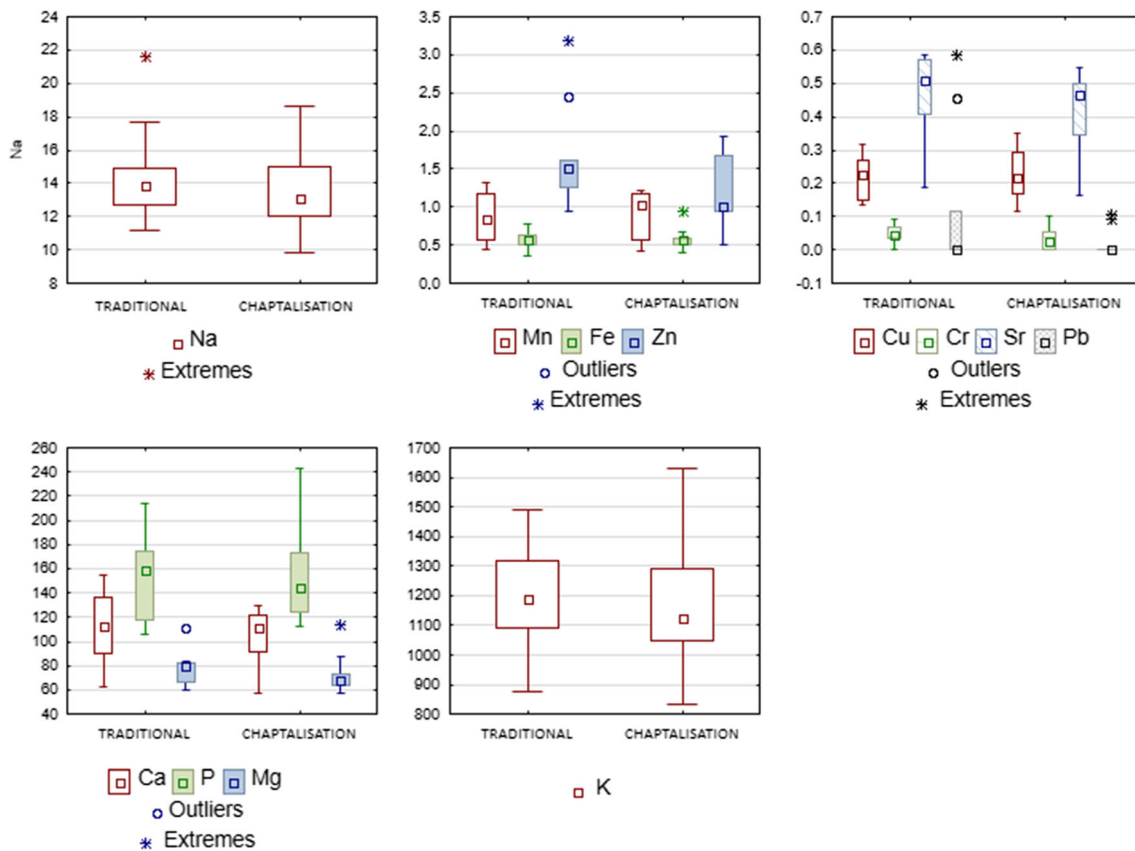 24
22
20
18
16
14
12
10
8
Na
TRADITIONAL CHAPTALISATION
Na
Extremes
3.5
3.0
2.5
2.0
1.5
1.0
0.5
0.0
TRADITIONAL CHAPTALISATION
Mn Fe Zn
Outliers
Extremes
0.7
0.6
0.5
0.4
0.3
0.2
0.1
0.0
-0.1
TRADITIONAL CHAPTALISATION
Cu Cr Sr Pb
Outliers
Extremes
260
240
220
200
180
160
140
120
100
80
60
40
TRADITIONAL CHAPTALISATION
Ca P Mg
Outliers
Extremes
1700
1600
1500
1400
1300
1200
1100
1000
900
800
TRADITIONAL CHAPTALISATION
K